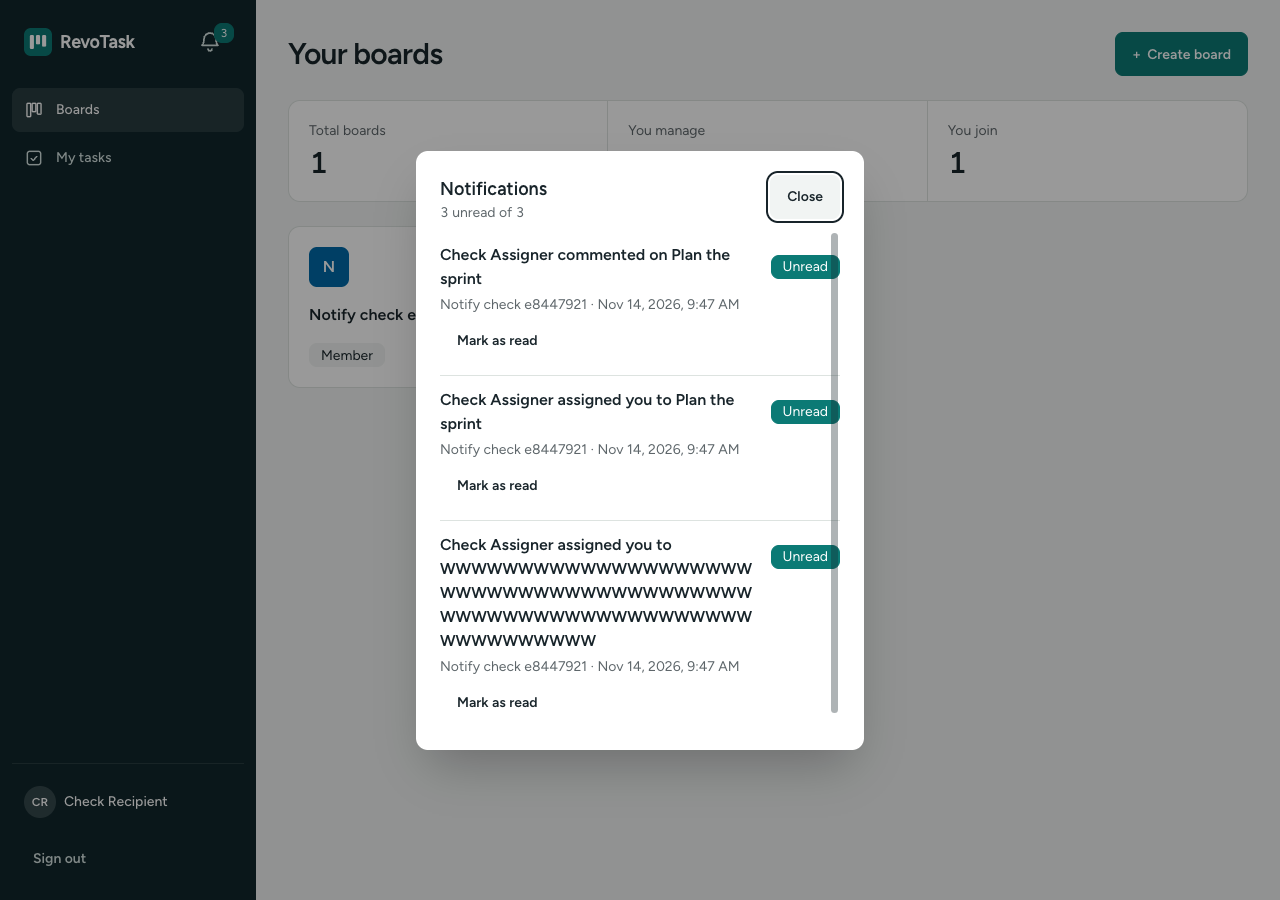 RevoTask
3
Boards
My tasks
CR
Check Recipient
Sign out
Your boards
+ Create board
Total boards
1
You manage
You join
1
N
Notify check e
Member
Notifications
3 unread of 3
Close
Check Assigner commented on Plan the
sprint
Unread
Notify check e8447921 · Nov 14, 2026, 9:47 AM
Mark as read
Check Assigner assigned you to Plan the
sprint
Unread
Notify check e8447921 · Nov 14, 2026, 9:47 AM
Mark as read
Check Assigner assigned you to
Unread
WWWWWWWWWWWWWWWWWWWW
WWWWWWWWWWWWWWWWWWWW
WWWWWWWWWWWWWWWWWWWW
WWWWWWWWWW
Notify check e8447921 · Nov 14, 2026, 9:47 AM
Mark as read